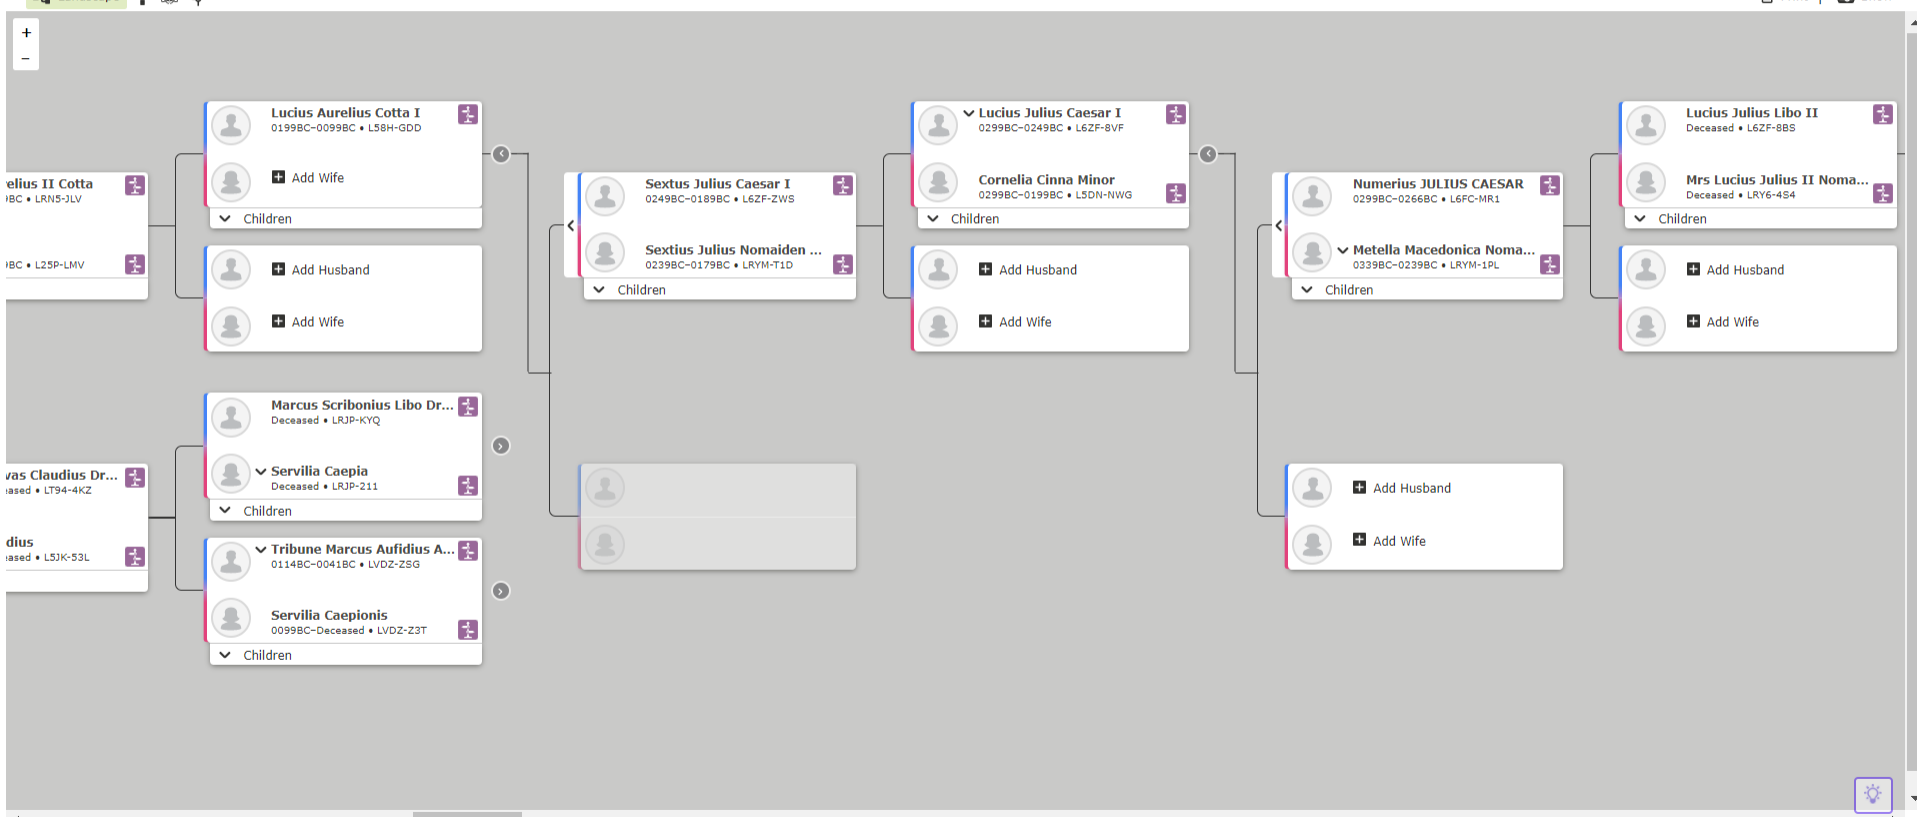 +
−
Lucius Aurelius Cotta I
0199BC–0099BC • L58H-GDD
Add Wife
Children
Add Husband
Add Wife
relius II Cotta
BC • LRN5-JLV
BC • L25P-LMV
Marcus Scribonius Libo Dr...
Deceased • LRJP-KYQ
Servilia Caepia
Deceased • LRJP-211
Children
vas Claudius Dr...
ased • LT94-4KZ
dius
ased • L5JK-53L
Tribune Marcus Aufidius A...
0114BC–0041BC • LVDZ-ZSG
Servilia Caepionis
0099BC–Deceased • LVDZ-Z3T
Children
Sextus Julius Caesar I
0249BC–0189BC • L6ZF-ZWS
Sextius Julius Nomaiden ...
0239BC–0179BC • LRYM-T1D
Children
Lucius Julius Caesar I
0299BC–0249BC • L6ZF-8VF
Cornelia Cinna Minor
0299BC–0199BC • L5DN-NWG
Children
Add Husband
Add Wife
Numerius JULIUS CAESAR
0299BC–0266BC • L6FC-MR1
Metella Macedonica Noma...
0339BC–0239BC • LRYM-1PL
Children
Add Husband
Add Wife
Lucius Julius Libo II
Deceased • L6ZF-8BS
Mrs Lucius Julius II Noma...
Deceased • LRY6-4S4
Children
Add Husband
Add Wife